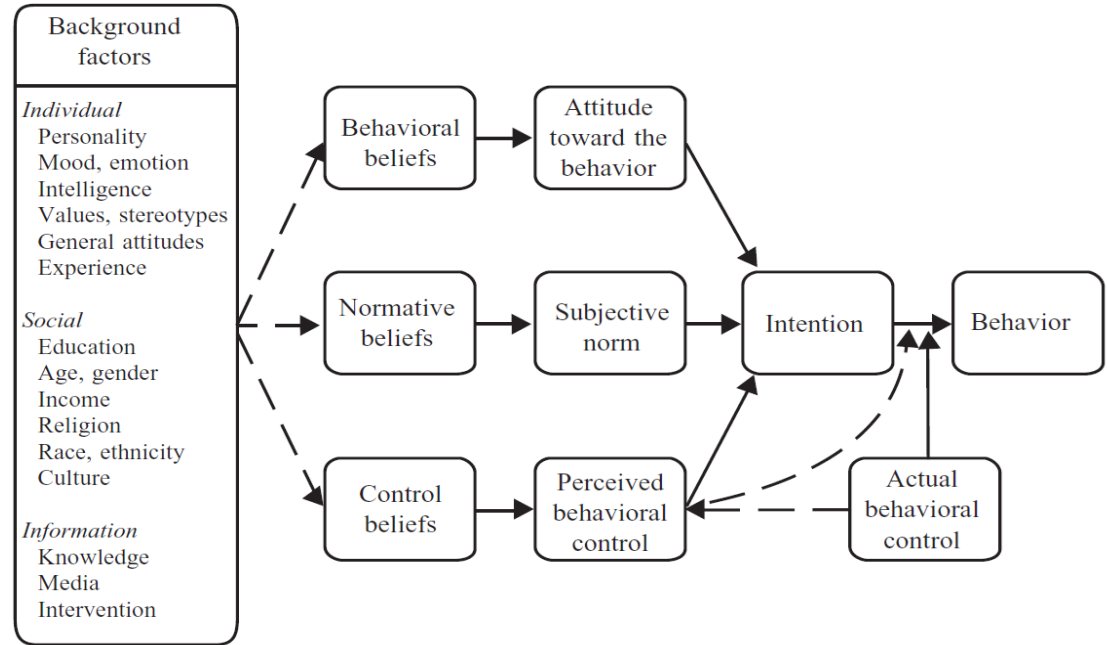 Background
factors
Individual
Personality
Mood, emotion
Intelligence
Values, stereotypes
General attitudes
Experience
Social
Education
Age, gender
Income
Religion
Race, ethnicity
Culture
Information
Knowledge
Media
Intervention
Behavioral
beliefs
Attitude
toward the
behavior
Normative
beliefs
Subjective
norm
Intention
Behavior
Control
beliefs
Perceived
behavioral
control
Actual
behavioral
control